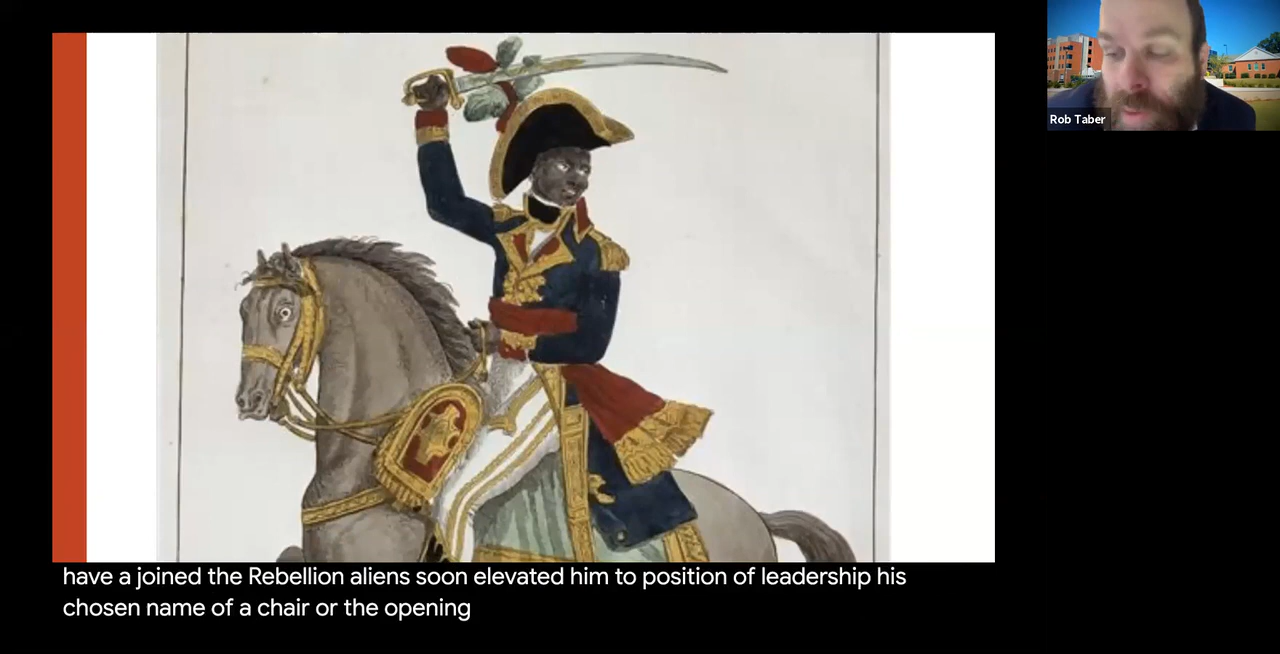 Rob Taber
have a joined the Rebellion aliens soon elevated him to position of leadership his
chosen name of a chair or the opening